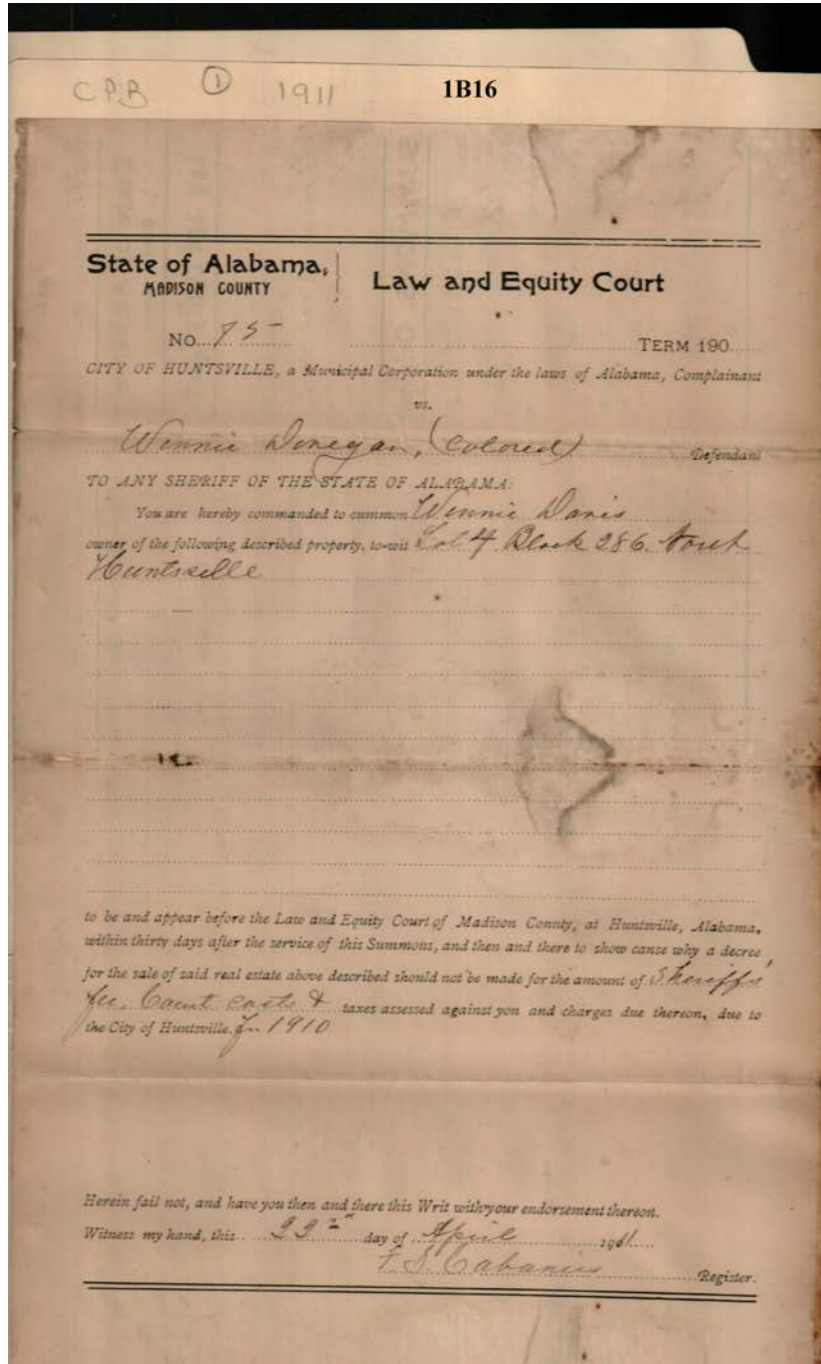 CPB ① 1911 1B16
State of Alabama, Law and Equity Court
MADISON COUNTY
No. 75 TERM 190
CITY OF HUNTSVILLE, a Municipal Corporation under the laws of Alabama, Complainant
vs.
Winnie Donegan, (Colored) Defendant
TO ANY SHERIFF OF THE STATE OF ALABAMA:
You are hereby commanded to summon Winnie Davis
owner of the following described property, to-wit Lot 4 Block 286.
Huntsville
to be and appear before the Law and Equity Court of Madison County, at Huntsville, Alabama,
within thirty days after the service of this Summons, and then and there to show cause why a decree
for the sale of said real estate above described should not be made for the amount of Sheriffs
fee, Court costs & taxes assessed against you and charges due thereon, due to
the City of Huntsville. for 1910
Herein fail not, and have you then and there this Writ with your endorsement thereon.
Witness my hand, this 22nd day of April 1911
F. S. Cabaniss Register.